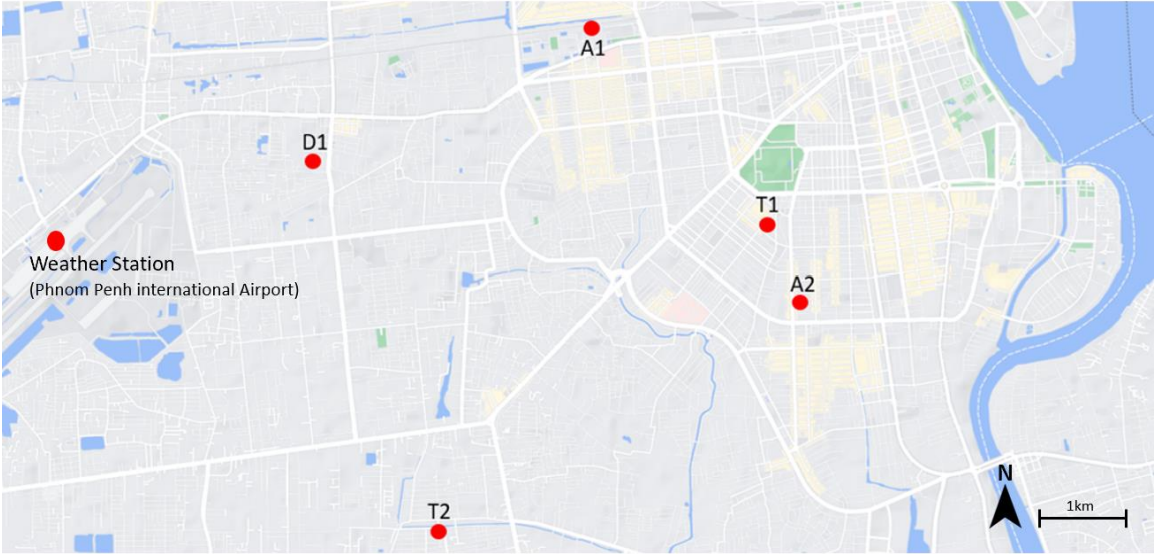 A1
D1
T1
Weather Station
(Phnom Penh international Airport)
A2
T2
N
1km